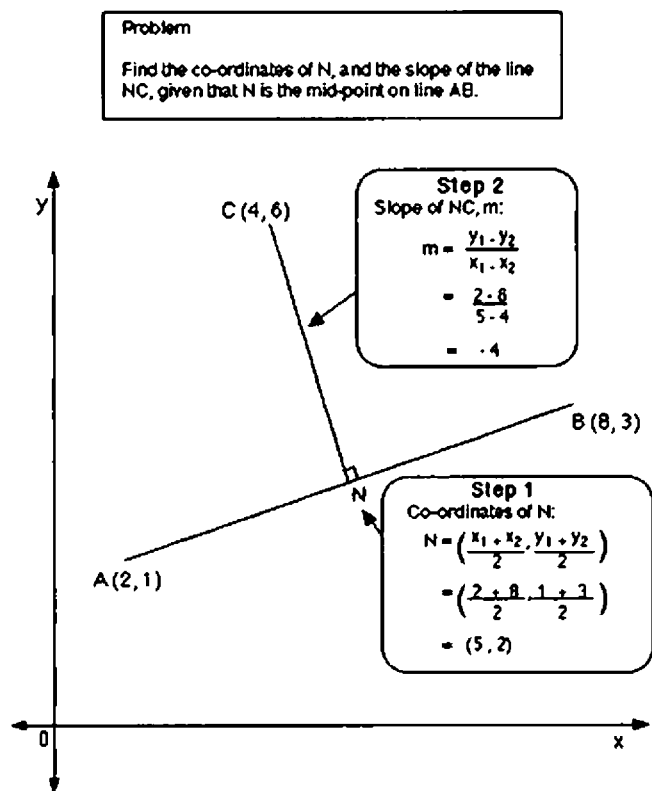 Problem
Find the co-ordinates of N, and the slope of the line
NC, given that N is the mid-point on line AB.
y
C (4, 6)
Step 2
Slope of NC, m:
m = y₁ - y₂ / x₁ - x₂
= 2 - 6 / 5 - 4
= - 4
B (8, 3)
N
A (2, 1)
Step 1
Co-ordinates of N:
N = ( x₁ + x₂ / 2 , y₁ + y₂ / 2 )
= ( 2 + 8 / 2 , 1 + 3 / 2 )
= (5, 2)
0
x